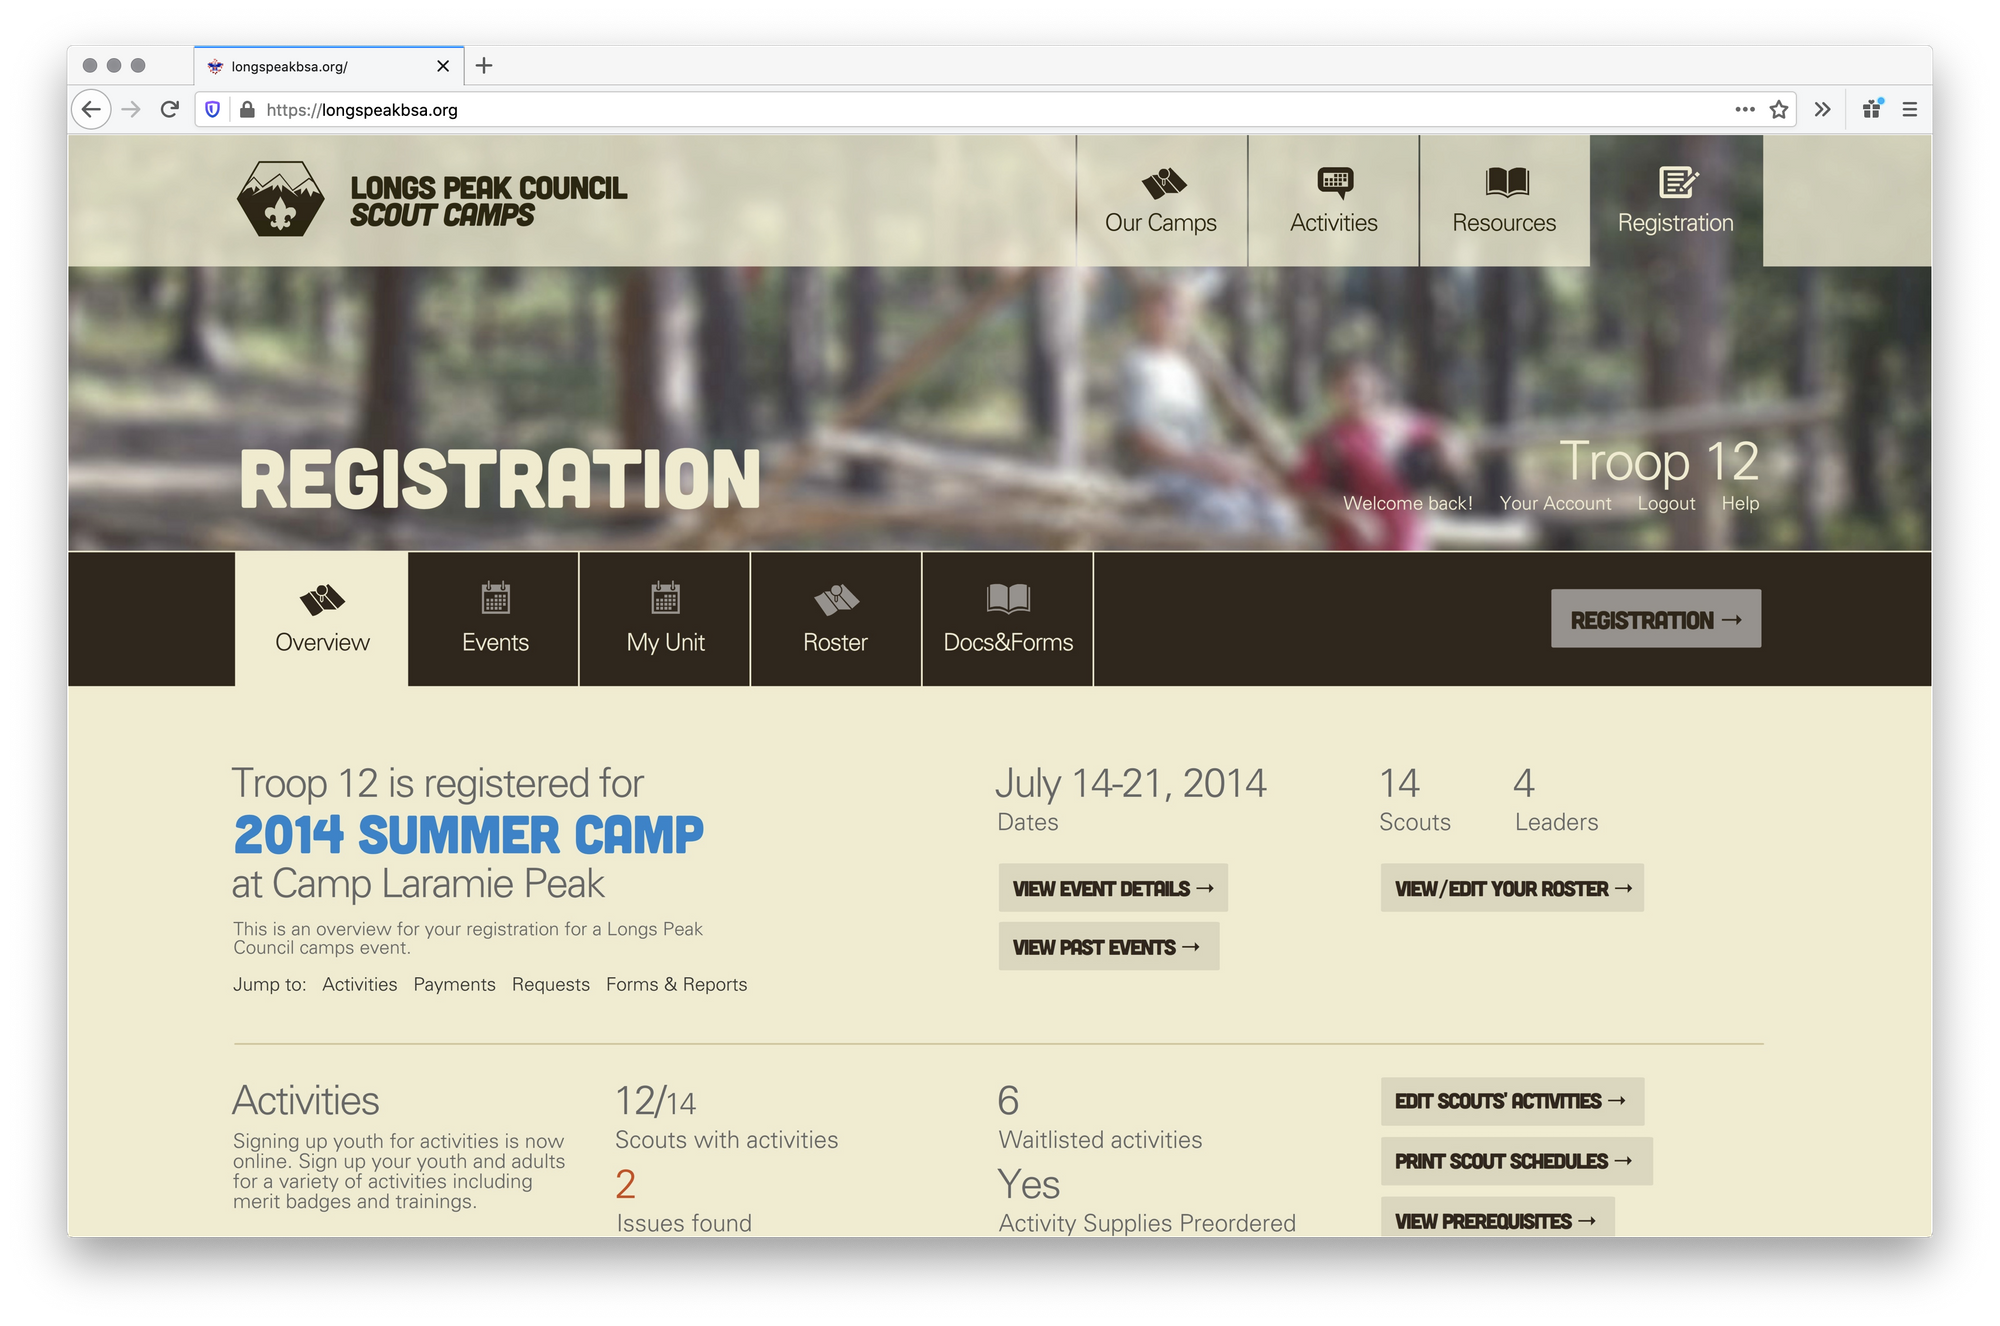 longspeakbsa.org/
https://longspeakbsa.org
LONGS PEAK COUNCIL
SCOUT CAMPS
Our Camps
Activities
Resources
Registration
REGISTRATION
Troop 12
Welcome back! Your Account Logout Help
Overview
Events
My Unit
Roster
Docs&Forms
REGISTRATION →
Troop 12 is registered for
2014 SUMMER CAMP
at Camp Laramie Peak
This is an overview for your registration for a Longs Peak
Council camps event.
Jump to: Activities Payments Requests Forms & Reports
July 14-21, 2014
Dates
VIEW EVENT DETAILS →
VIEW PAST EVENTS →
14
Scouts
4
Leaders
VIEW/EDIT YOUR ROSTER →
Activities
Signing up youth for activities is now
online. Sign up your youth and adults
for a variety of activities including
merit badges and trainings.
12/14
Scouts with activities
2
Issues found
6
Waitlisted activities
Yes
Activity Supplies Preordered
EDIT SCOUTS' ACTIVITIES →
PRINT SCOUT SCHEDULES →
VIEW PREREQUISITES →